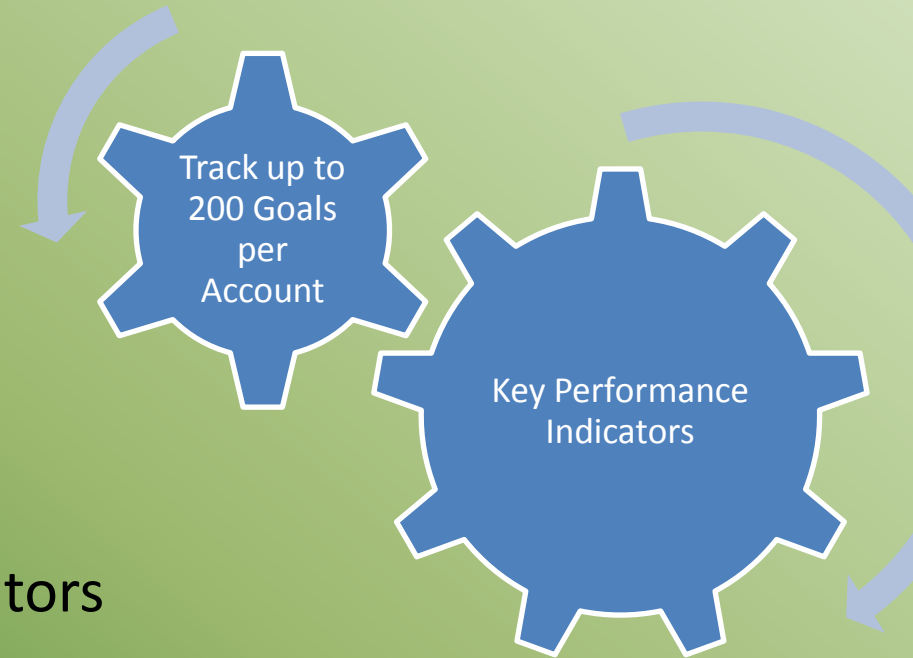 Track up to
200 Goals
per
Account
Key Performance
Indicators
tors